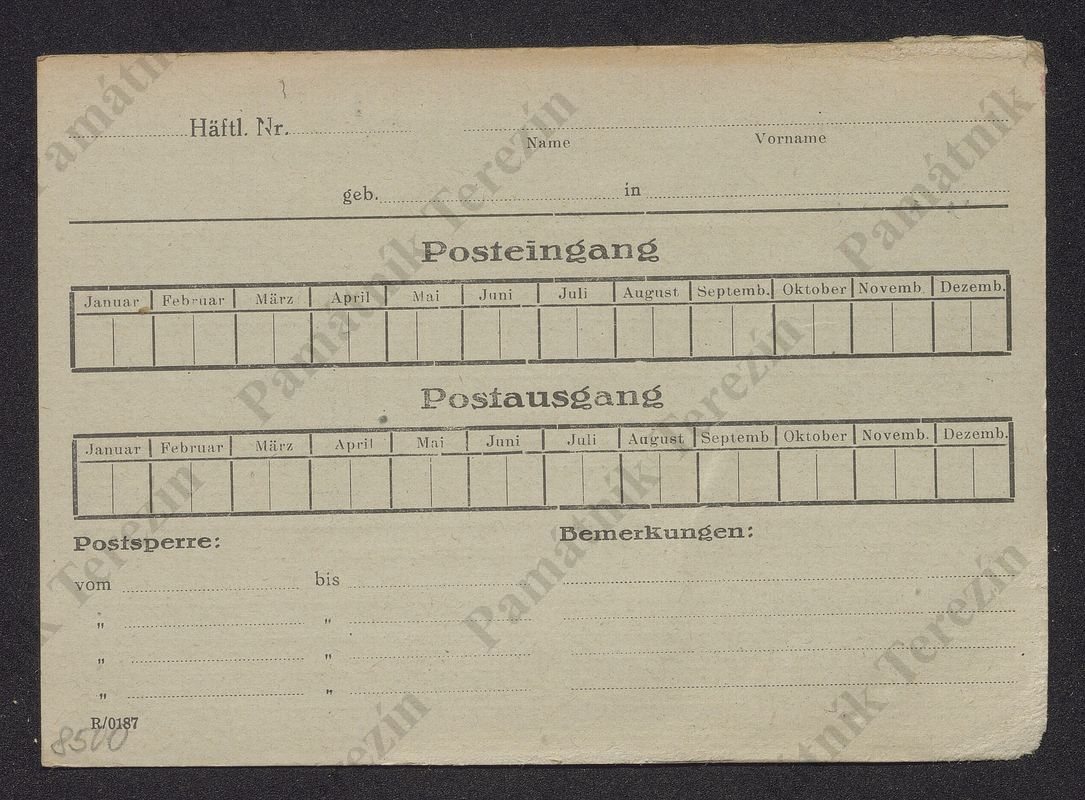 Häftl. Nr.
Name Vorname
geb. in
Posteingang
Januar Februar März April Mai Juni Juli August Septemb. Oktober Novemb. Dezemb.
Postausgang
Januar Februar März April Mai Juni Juli August Septemb Oktober Novemb. Dezemb.
Postsperre: Bemerkungen:
vom bis
" "
" "
" "
R/0187
Památník Terezín